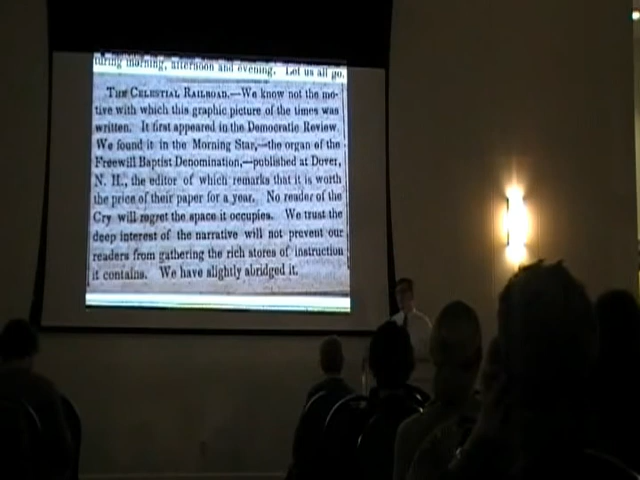 turing morning, afternoon and evening. Let us all go.
The Celestial Railroad.—We know not the mo-
tive with which this graphic picture of the times was
written. It first appeared in the Democratic Review.
We found it in the Morning Star,—the organ of the
Freewill Baptist Denomination,—published at Dover,
N. H., the editor of which remarks that it is worth
the price of their paper for a year. No reader of the
Cry will regret the space it occupies. We trust the
deep interest of the narrative will not prevent our
readers from gathering the rich stores of instruction
it contains. We have slightly abridged it.